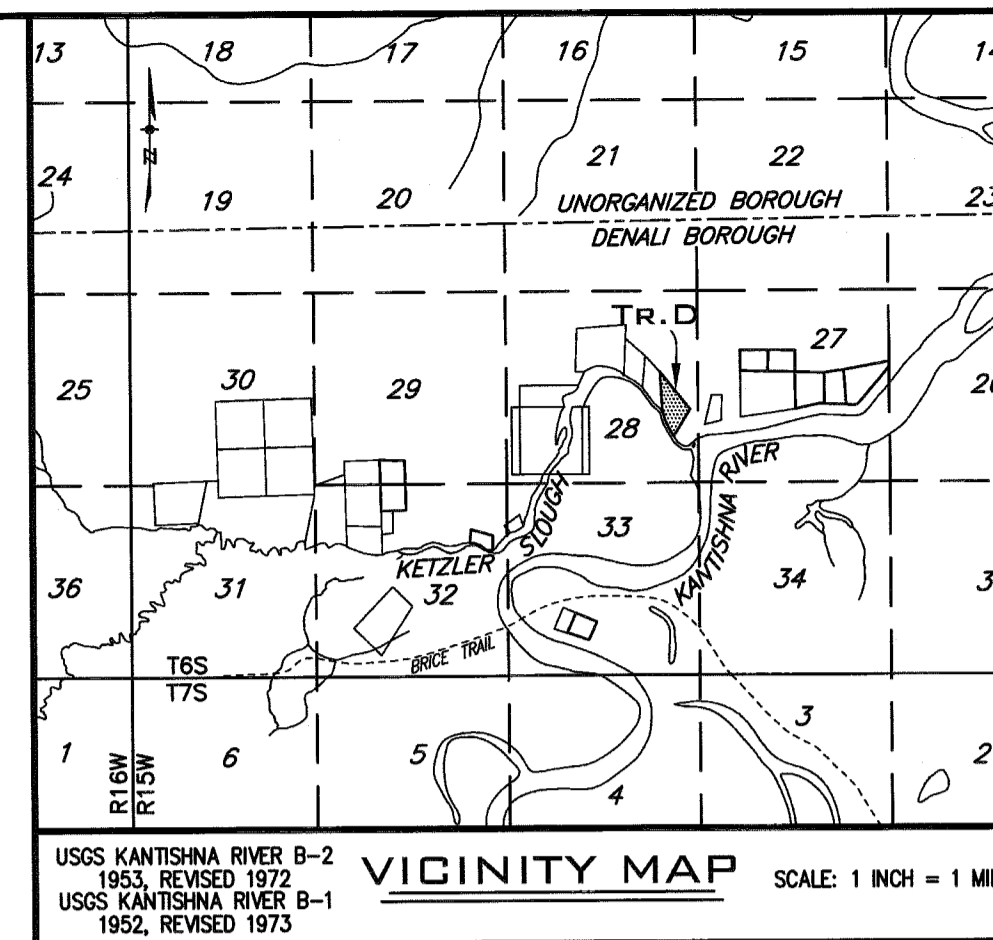 13 18 17 16 15
N
24 19 20 21 22 23
UNORGANIZED BOROUGH
DENALI BOROUGH
TR. D
25 30 29 28 27
KETZLER SLOUGH
KANTISHNA RIVER
36 31 32 33 34
BRICE TRAIL
T6S
T7S
R16W R15W
1 6 5 4 3 2
USGS KANTISHNA RIVER B-2
1953, REVISED 1972
USGS KANTISHNA RIVER B-1
1952, REVISED 1973
VICINITY MAP
SCALE: 1 INCH = 1 MI